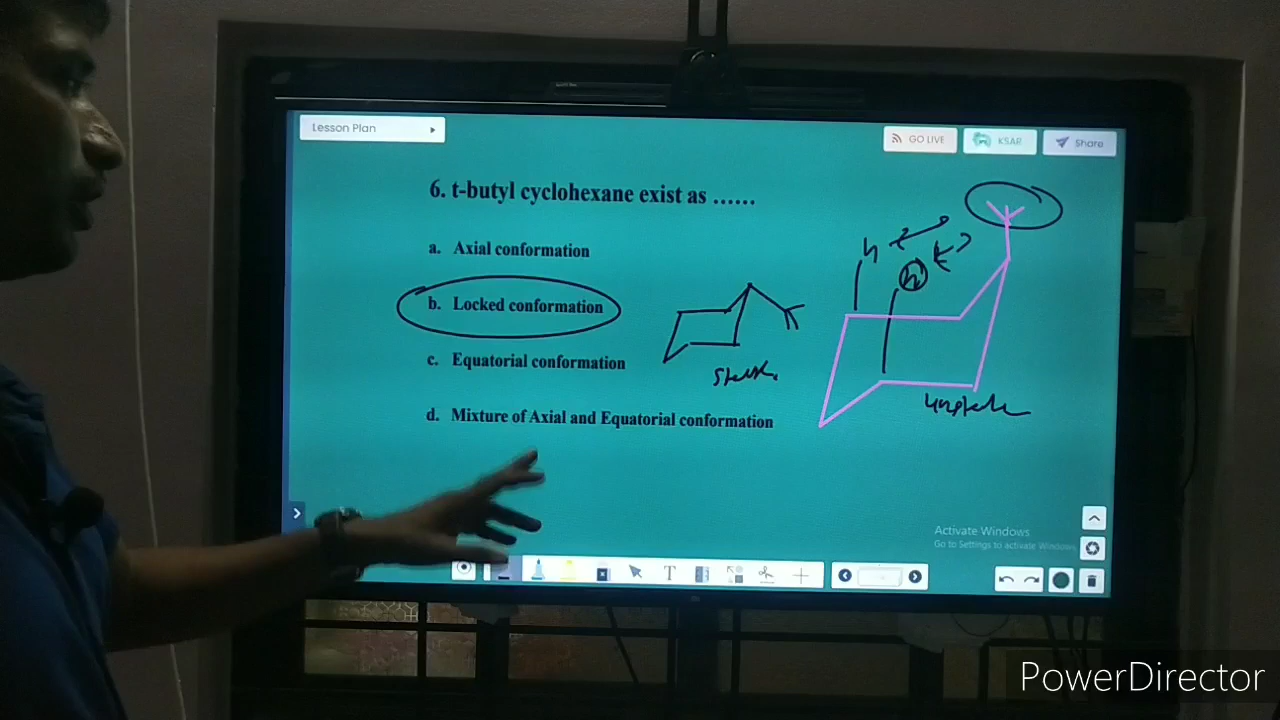 Lesson Plan
GO LIVE
KSAP
Share
6. t-butyl cyclohexane exist as ......
a. Axial conformation
b. Locked conformation
c. Equatorial conformation
d. Mixture of Axial and Equatorial conformation
Activate Windows
Go to Settings to activate Windows
T
PowerDirector